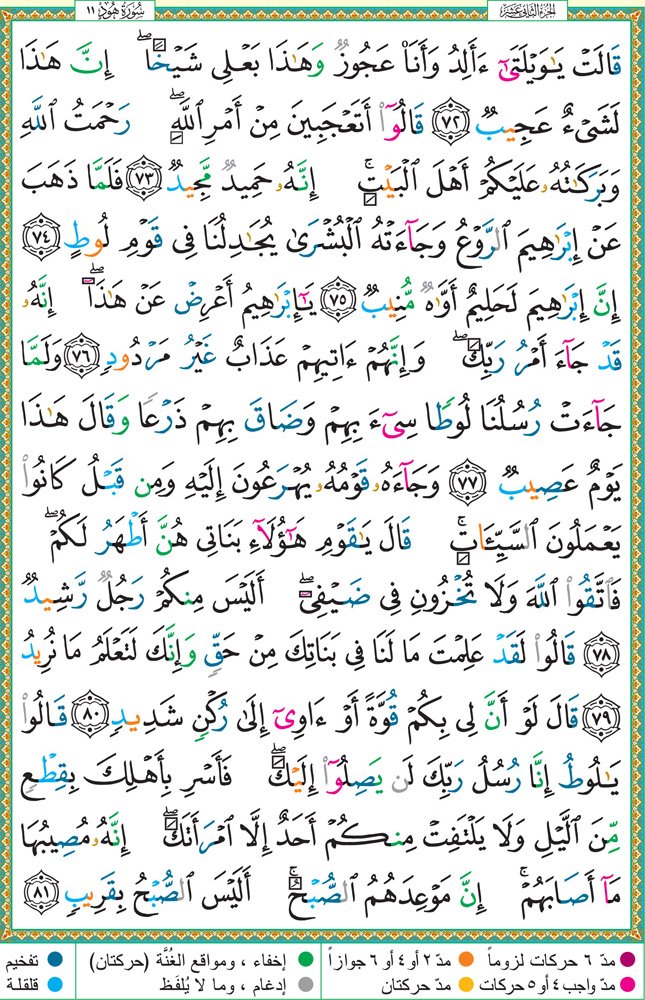 سُورَةُ هُودٍ ١١
الجزء الثاني عشر
قَالَتْ يَٰوَيْلَتَىٰٓ ءَأَلِدُ وَأَنَا۠ عَجُوزٌ وَهَٰذَا بَعْلِى شَيْخًاۖ إِنَّ هَٰذَا
لَشَىْءٌ عَجِيبٌ ٧٢ قَالُوٓا۟ أَتَعْجَبِينَ مِنْ أَمْرِ ٱللَّهِۖ رَحْمَتُ ٱللَّهِ
وَبَرَكَٰتُهُۥ عَلَيْكُمْ أَهْلَ ٱلْبَيْتِۚ إِنَّهُۥ حَمِيدٌ مَّجِيدٌ ٧٣ فَلَمَّا ذَهَبَ
عَنْ إِبْرَٰهِيمَ ٱلرَّوْعُ وَجَآءَتْهُ ٱلْبُشْرَىٰ يُجَٰدِلُنَا فِى قَوْمِ لُوطٍ ٧٤
إِنَّ إِبْرَٰهِيمَ لَحَلِيمٌ أَوَّٰهٌ مُّنِيبٌ ٧٥ يَٰٓإِبْرَٰهِيمُ أَعْرِضْ عَنْ هَٰذَآۖ إِنَّهُۥ
قَدْ جَآءَ أَمْرُ رَبِّكَۖ وَإِنَّهُمْ ءَاتِيهِمْ عَذَابٌ غَيْرُ مَرْدُودٍ ٧٦ وَلَمَّا
جَآءَتْ رُسُلُنَا لُوطًا سِىٓءَ بِهِمْ وَضَاقَ بِهِمْ ذَرْعًا وَقَالَ هَٰذَا
يَوْمٌ عَصِيبٌ ٧٧ وَجَآءَهُۥ قَوْمُهُۥ يُهْرَعُونَ إِلَيْهِ وَمِن قَبْلُ كَانُوا۟
يَعْمَلُونَ ٱلسَّيِّـَٔاتِۚ قَالَ يَٰقَوْمِ هَٰٓؤُلَآءِ بَنَاتِى هُنَّ أَطْهَرُ لَكُمْۖ
فَٱتَّقُوا۟ ٱللَّهَ وَلَا تُخْزُونِ فِى ضَيْفِىٓۖ أَلَيْسَ مِنكُمْ رَجُلٌ رَّشِيدٌ
٧٨ قَالُوا۟ لَقَدْ عَلِمْتَ مَا لَنَا فِى بَنَاتِكَ مِنْ حَقٍّ وَإِنَّكَ لَتَعْلَمُ مَا نُرِيدُ
٧٩ قَالَ لَوْ أَنَّ لِى بِكُمْ قُوَّةً أَوْ ءَاوِىٓ إِلَىٰ رُكْنٍ شَدِيدٍ ٨٠ قَالُوا۟
يَٰلُوطُ إِنَّا رُسُلُ رَبِّكَ لَن يَصِلُوٓا۟ إِلَيْكَۖ فَأَسْرِ بِأَهْلِكَ بِقِطْعٍ
مِّنَ ٱلَّيْلِ وَلَا يَلْتَفِتْ مِنكُمْ أَحَدٌ إِلَّا ٱمْرَأَتَكَۖ إِنَّهُۥ مُصِيبُهَا
مَآ أَصَابَهُمْۚ إِنَّ مَوْعِدَهُمُ ٱلصُّبْحُۚ أَلَيْسَ ٱلصُّبْحُ بِقَرِيبٍ ٨١
مدّ ٦ حركات لزوماً
مدّ ٢ أو ٤ أو ٦ جوازاً
إخفاء ، ومواقع الغُنَّة (حركتان)
تفخيم
مدّ واجب ٤ أو ٥ حركات
مدّ حركتان
إدغام ، وما لا يُلفَظ
قلقلة